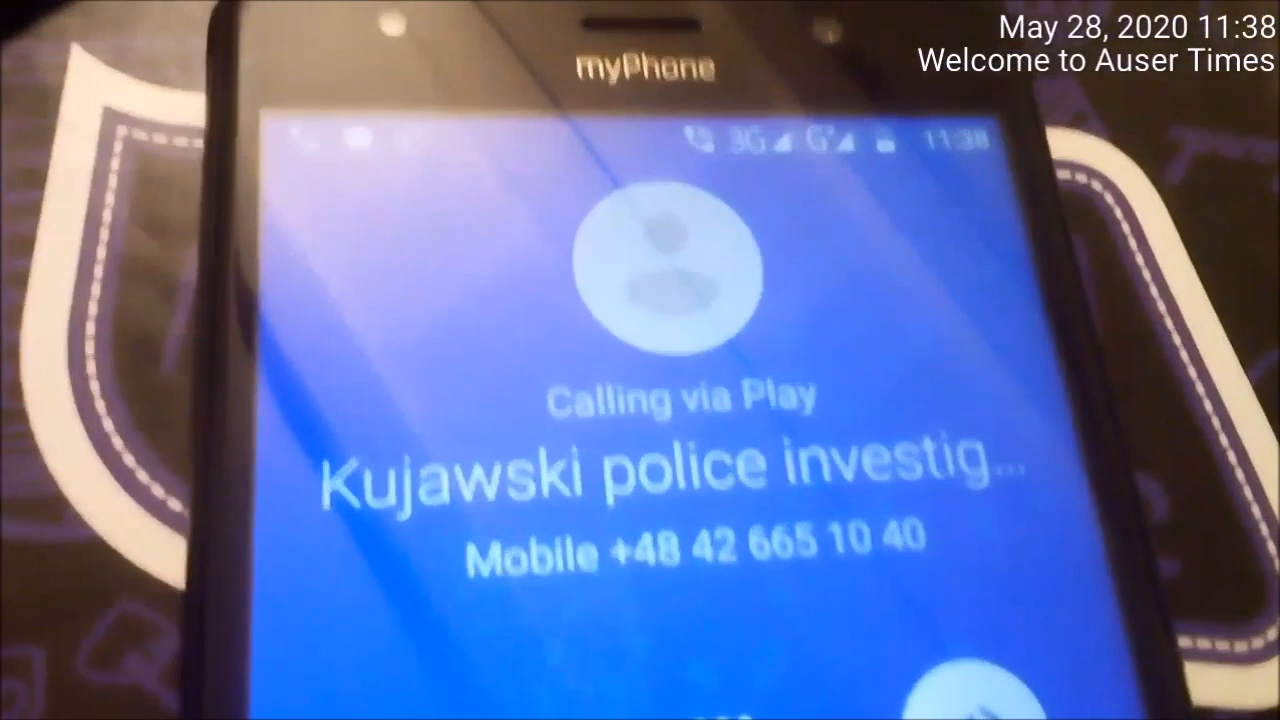 May 28, 2020 11:38
Welcome to Auser Times
myPhone
3G G 11:38
Calling via Play
Kujawski police investig...
Mobile +48 42 665 10 40